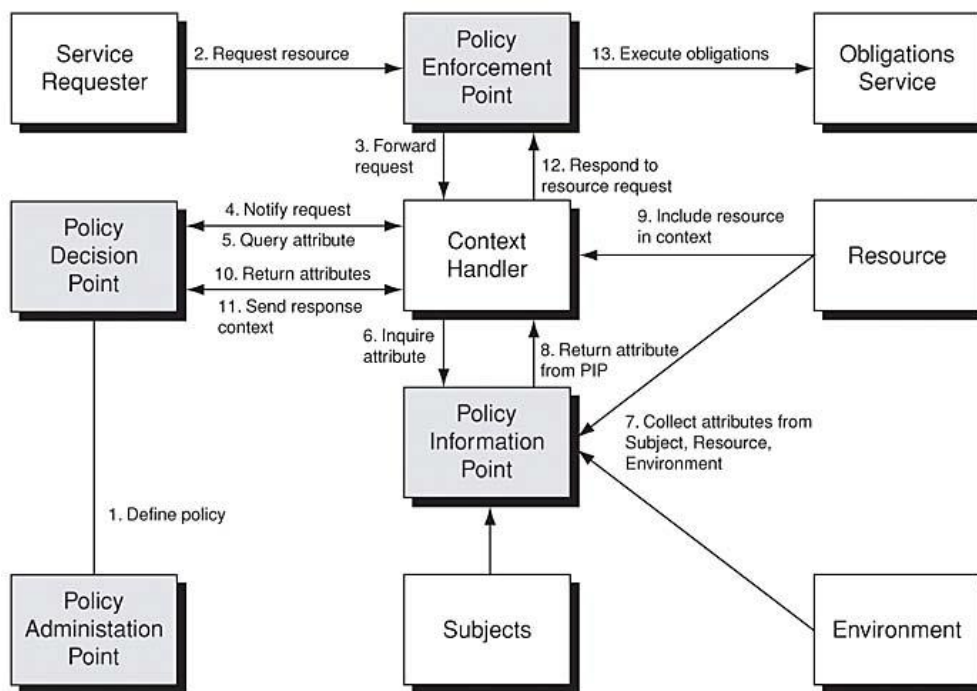 Service
Requester
2. Request resource
Policy
Enforcement
Point
13. Execute obligations
Obligations
Service
3. Forward
request
12. Respond to
resource request
Policy
Decision
Point
4. Notify request
5. Query attribute
10. Return attributes
11. Send response
context
Context
Handler
9. Include resource
in context
Resource
6. Inquire
attribute
8. Return attribute
from PIP
Policy
Information
Point
7. Collect attributes from
Subject, Resource,
Environment
1. Define policy
Policy
Administation
Point
Subjects
Environment